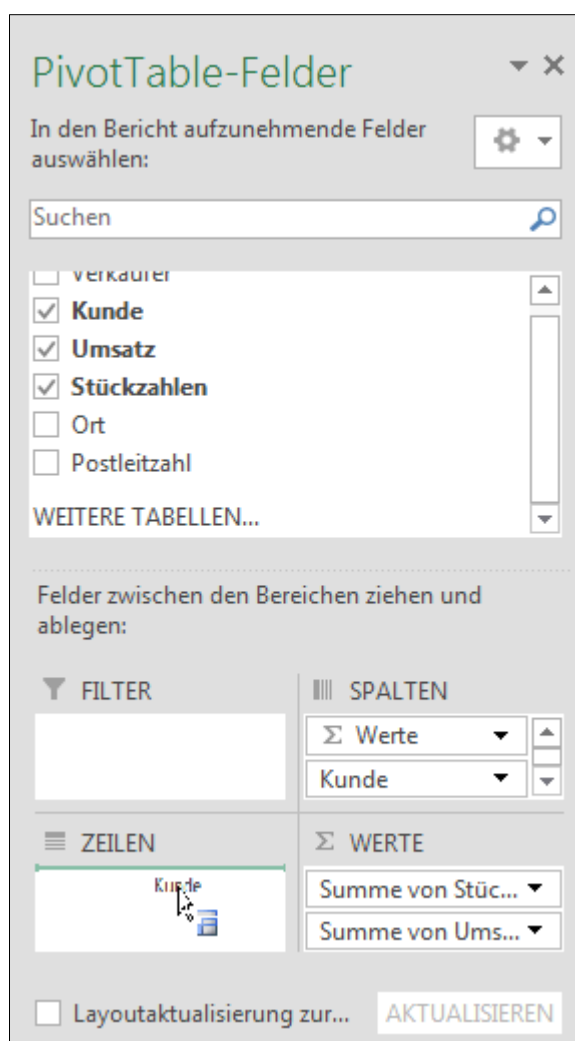 PivotTable-Felder
In den Bericht aufzunehmende Felder
auswählen:
Suchen
Verkäufer
Kunde
Umsatz
Stückzahlen
Ort
Postleitzahl
WEITERE TABELLEN...
Felder zwischen den Bereichen ziehen und
ablegen:
FILTER
SPALTEN
Σ Werte
Kunde
ZEILEN
Kunde
Σ WERTE
Summe von Stüc...
Summe von Ums...
Layoutaktualisierung zur...
AKTUALISIEREN